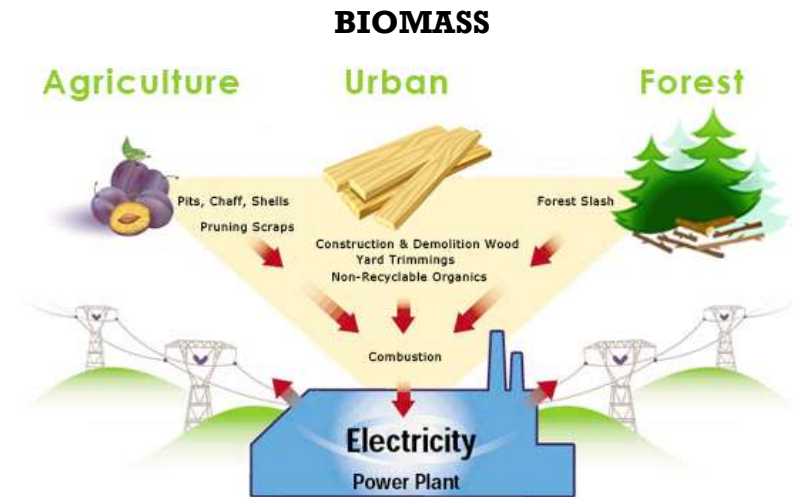 BIOMASS
Agriculture
Urban
Forest
Pits, Chaff, Shells
Pruning Scraps
Forest Slash
Construction & Demolition Wood
Yard Trimmings
Non-Recyclable Organics
Combustion
Electricity
Power Plant